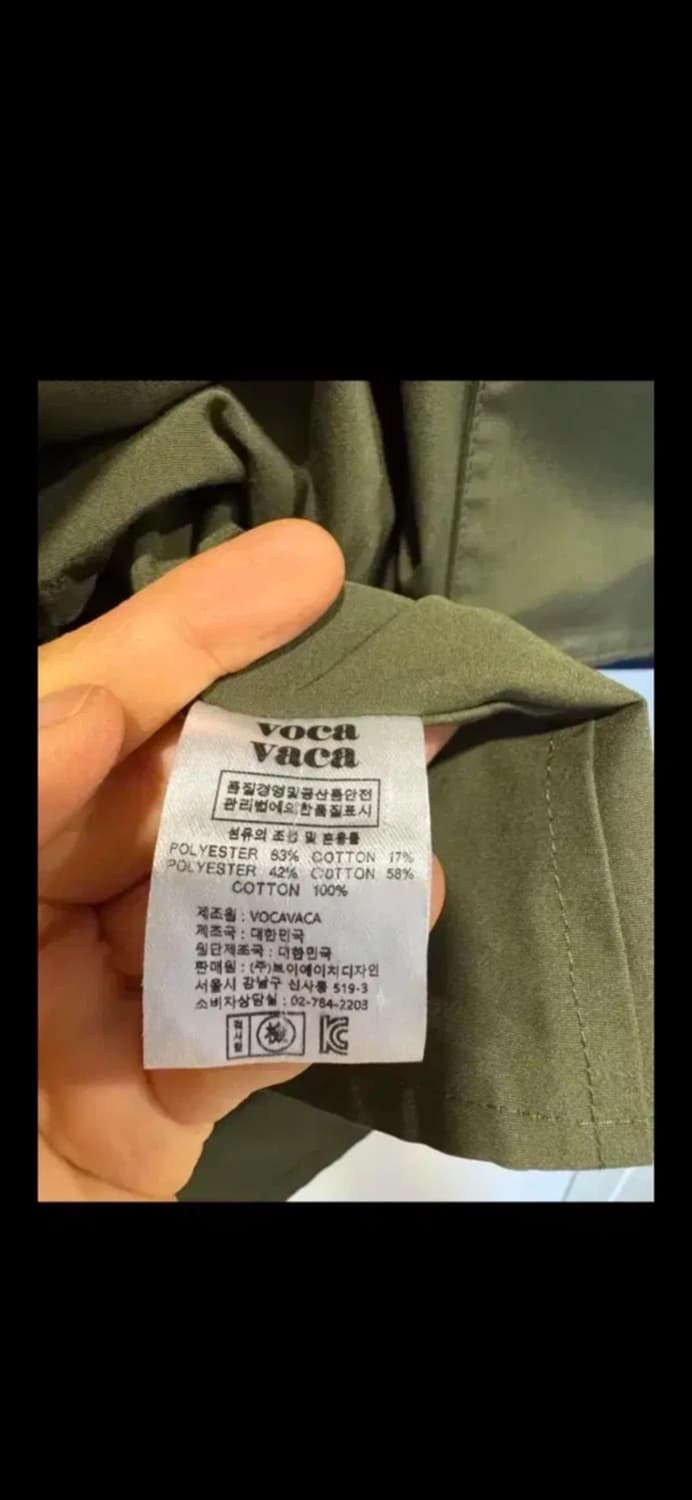 voca
vaca
품질경영및공산품안전
관리법에의한품질표시
섬유의 조성 및 혼용률
POLYESTER 83% COTTON 17%
POLYESTER 42% COTTON 58%
COTTON 100%
제조원 : VOCAVACA
제조국 : 대한민국
원단제조국 : 대한민국
판매원 : (주)브이에이치디자인
서울시 강남구 신사동 519-3
소비자상담실 : 02-784-2203
검사필